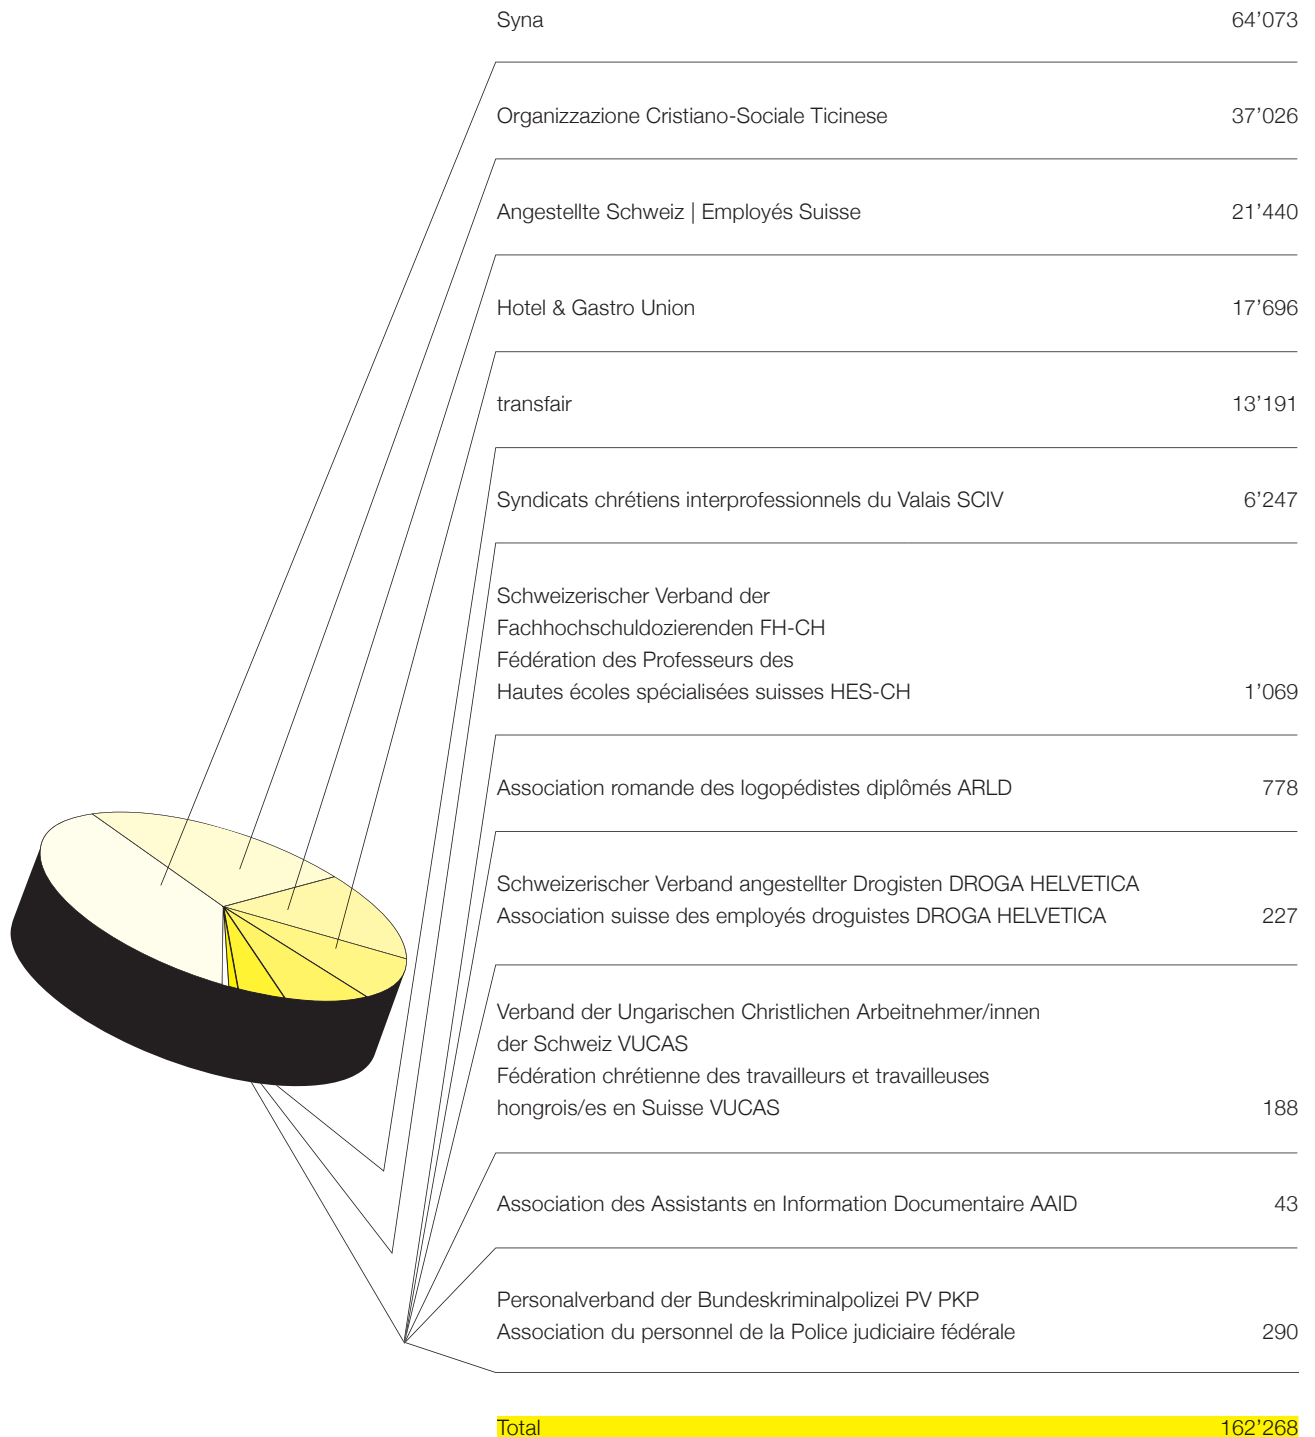 Syna 64’073
Organizzazione Cristiano-Sociale Ticinese 37’026
Angestellte Schweiz | Employés Suisse 21’440
Hotel & Gastro Union 17’696
transfair 13’191
Syndicats chrétiens interprofessionnels du Valais SCIV 6’247
Schweizerischer Verband der
Fachhochschuldozierenden FH-CH
Fédération des Professeurs des
Hautes écoles spécialisées suisses HES-CH 1’069
Association romande des logopédistes diplômés ARLD 778
Schweizerischer Verband angestellter Drogisten DROGA HELVETICA
Association suisse des employés droguistes DROGA HELVETICA 227
Verband der Ungarischen Christlichen Arbeitnehmer/innen
der Schweiz VUCAS
Fédération chrétienne des travailleurs et travailleuses
hongrois/es en Suisse VUCAS 188
Association des Assistants en Information Documentaire AAID 43
Personalverband der Bundeskriminalpolizei PV PKP
Association du personnel de la Police judiciaire fédérale 290
Total 162’268